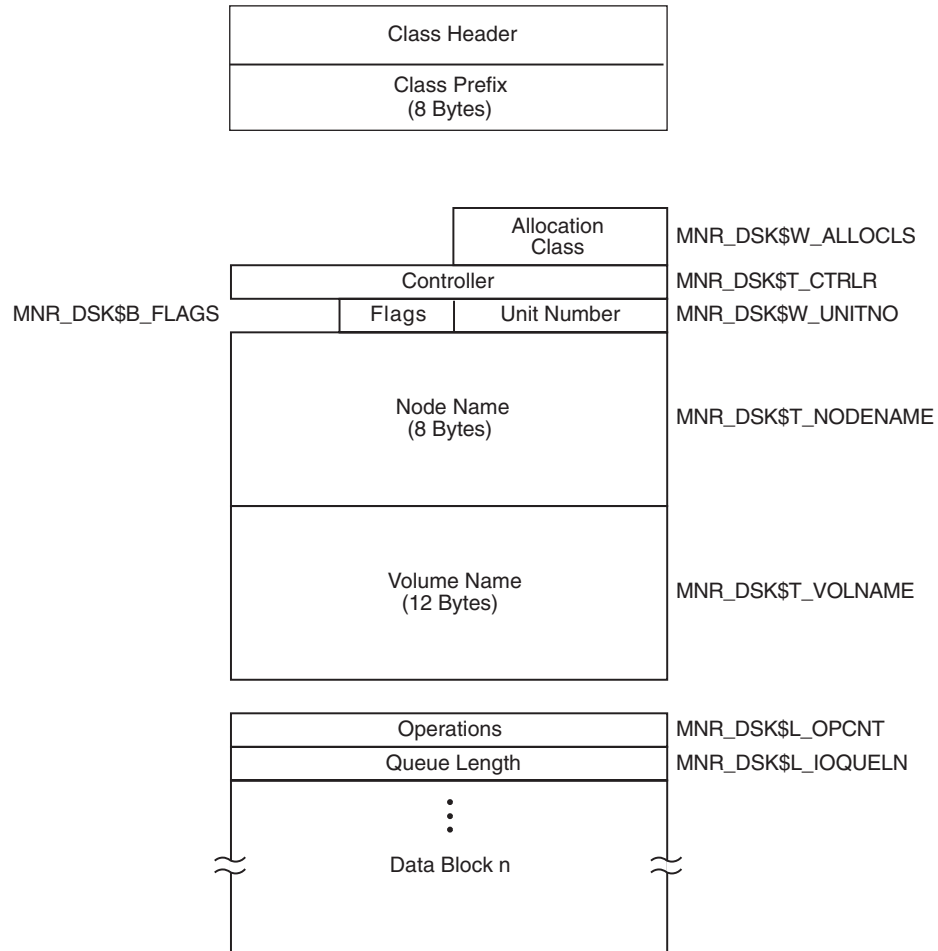 Class Header
Class Prefix
(8 Bytes)
Allocation
Class
MNR_DSK$W_ALLOCLS
Controller
MNR_DSK$T_CTRLR
MNR_DSK$B_FLAGS
Flags
Unit Number
MNR_DSK$W_UNITNO
Node Name
(8 Bytes)
MNR_DSK$T_NODENAME
Volume Name
(12 Bytes)
MNR_DSK$T_VOLNAME
Operations
MNR_DSK$L_OPCNT
Queue Length
MNR_DSK$L_IOQUELN
Data Block n